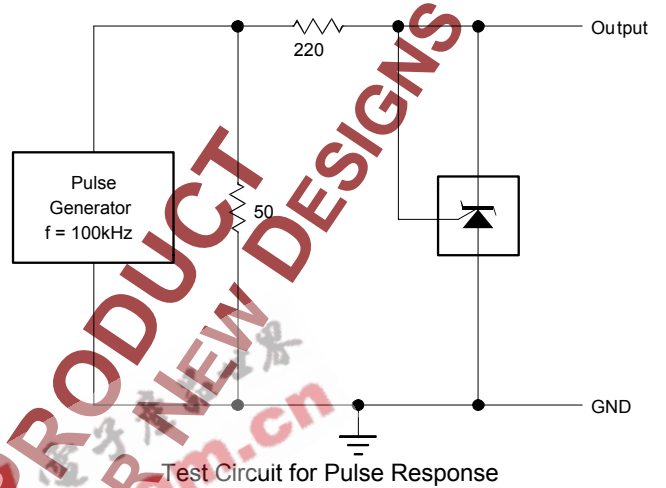 Output
220
Pulse
Generator
f = 100kHz
50
GND
Test Circuit for Pulse Response
PRODUCT
R NEW DESIGNS
m.cn